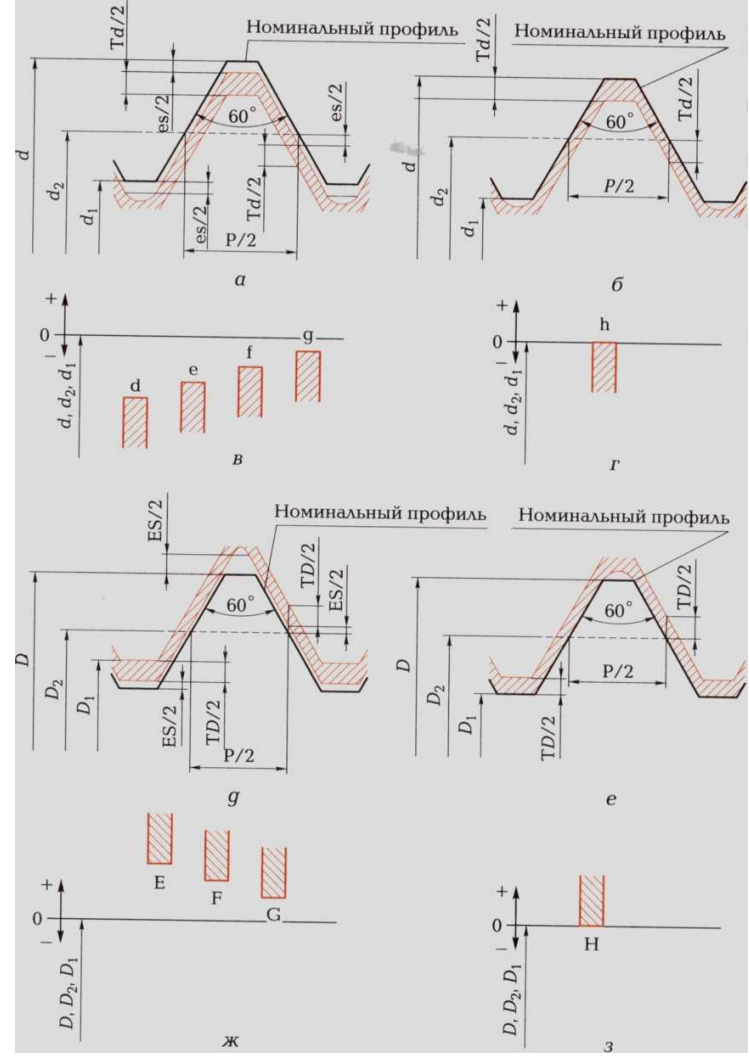 Номинальный профиль
Td/2
es/2
60°
es/2
Td/2
d
d₂
d₁
es/2
P/2
а
Номинальный профиль
Td/2
60°
Td/2
d
d₂
d₁
P/2
б
+
0
−
d, d₂, d₁
d
e
f
g
в
+
0
−
d, d₂, d₁
h
г
Номинальный профиль
ES/2
60°
TD/2
ES/2
D
D₂
D₁
ES/2
TD/2
P/2
g
Номинальный профиль
60°
TD/2
D
D₂
D₁
P/2
TD/2
е
+
0
−
D, D₂, D₁
E
F
G
ж
+
0
−
D, D₂, D₁
H
з